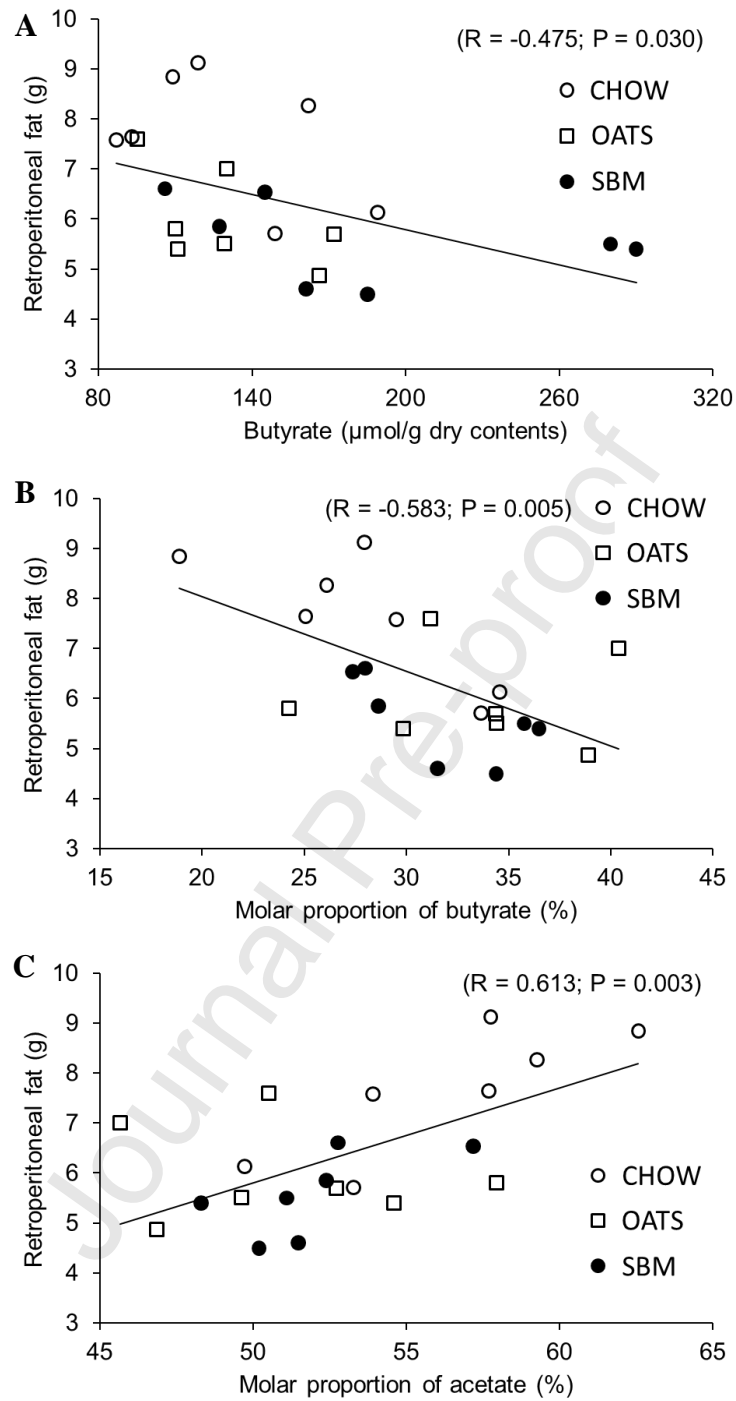 A
10
9
8
7
6
5
4
3
Retroperitoneal fat (g)
(R = -0.475; P = 0.030)
CHOW
OATS
SBM
80
140
200
260
320
Butyrate (µmol/g dry contents)
B
10
9
8
7
6
5
4
3
Retroperitoneal fat (g)
(R = -0.583; P = 0.005)
CHOW
OATS
SBM
15
20
25
30
35
40
45
Molar proportion of butyrate (%)
C
10
9
8
7
6
5
4
3
Retroperitoneal fat (g)
(R = 0.613; P = 0.003)
CHOW
OATS
SBM
45
50
55
60
65
Molar proportion of acetate (%)
Journal Pre-proof